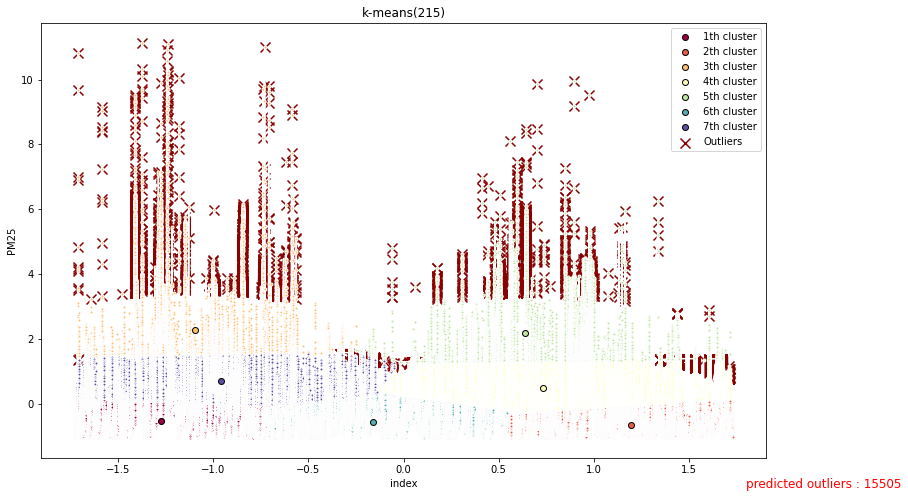 k-means(215)
1th cluster
2th cluster
3th cluster
4th cluster
5th cluster
6th cluster
7th cluster
Outliers
PM25
10
8
6
4
2
0
−1.5
−1.0
−0.5
0.0
0.5
1.0
1.5
index
predicted outliers : 15505